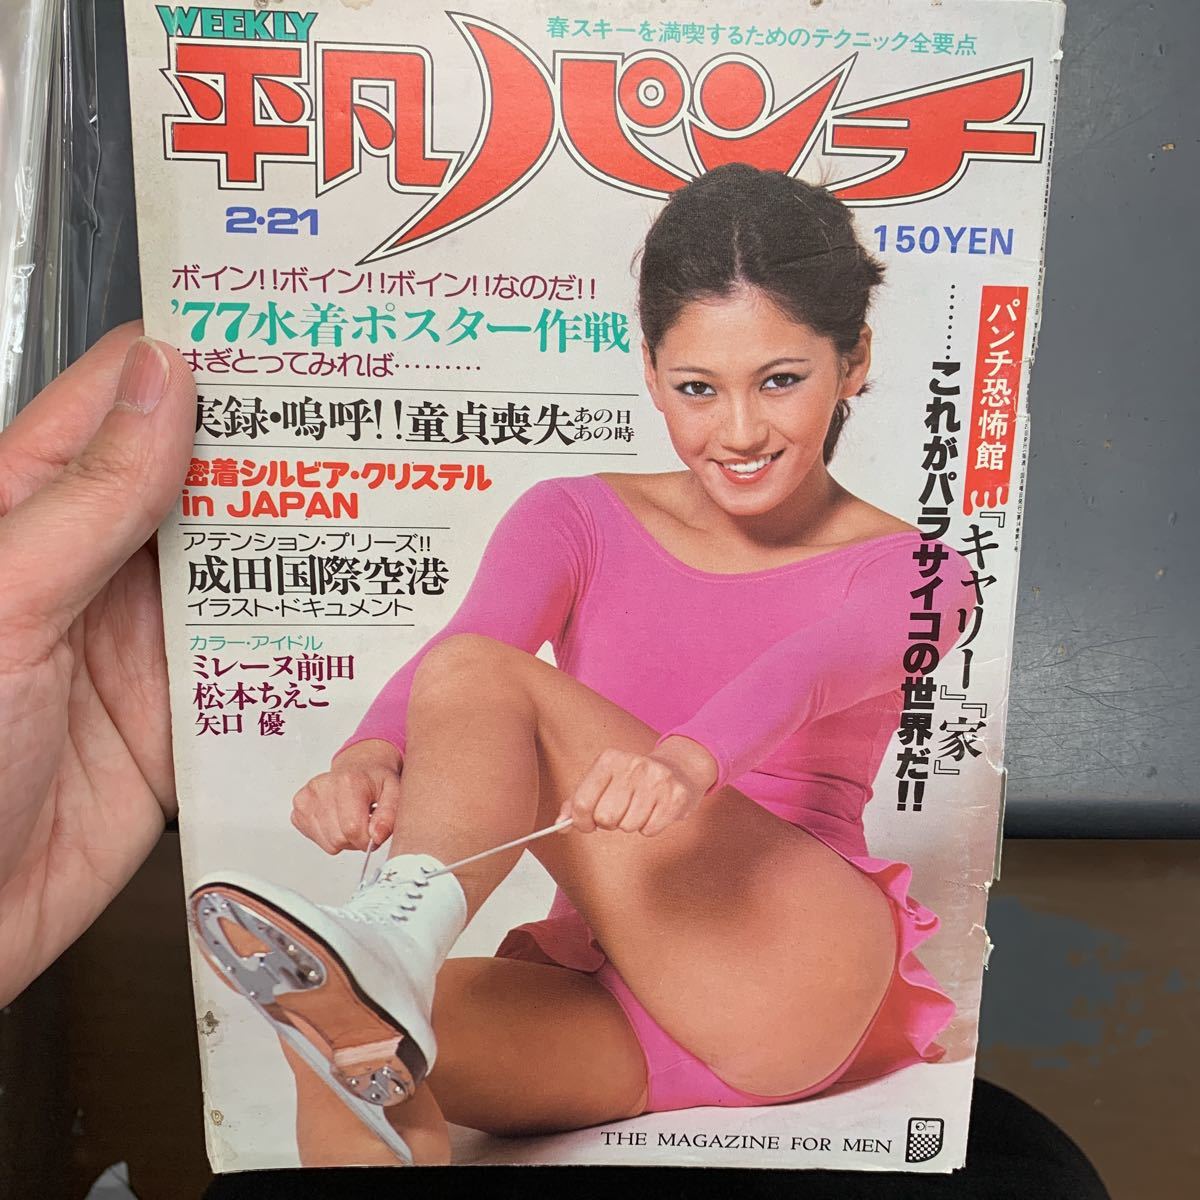 WEEKLY
春スキーを満喫するためのテクニック全要点
平凡パンチ
2・21
150YEN
ボイン!!ボイン!!ボイン!!なのだ!!
'77水着ポスター作戦
はぎとってみれば………
実録・嗚呼!!童貞喪失あの日あの時
密着シルビア・クリステル
in JAPAN
アテンション・プリーズ!!
成田国際空港
イラスト・ドキュメント
カラー・アイドル
ミレーヌ前田
松本ちえこ
矢口 優
パンチ恐怖館
『キャリー』『家』
………これがパラサイコの世界だ!!
THE MAGAZINE FOR MEN